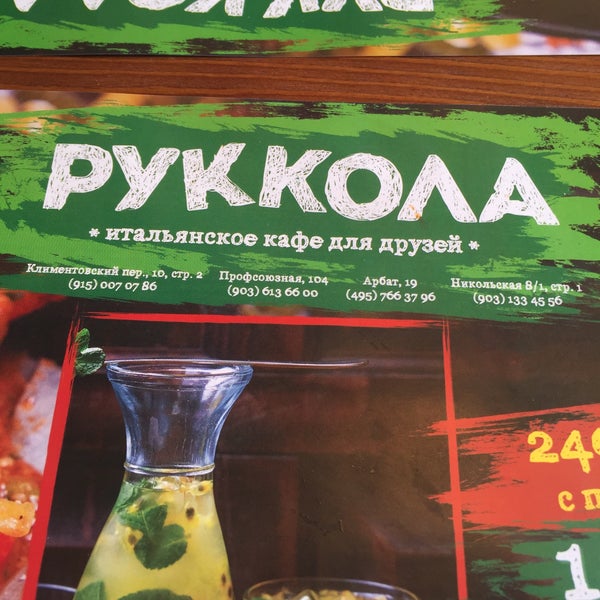 РУККОЛА
* итальянское кафе для друзей *
Климентовский пер., 10, стр. 2
(915) 007 07 86
Профсоюзная, 104
(903) 613 66 00
Арбат, 19
(495) 766 37 96
Никольская 8/1, стр. 1
(903) 133 45 56